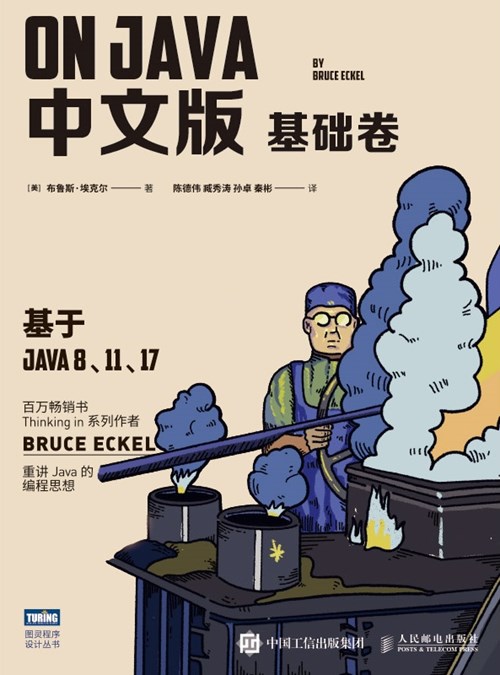 ON JAVA
BY
BRUCE ECKEL
中文版 基础卷
[美] 布鲁斯·埃克尔 —— 著
陈德伟 臧秀涛 孙卓 秦彬 —— 译
基于
JAVA 8、11、17
百万畅销书
Thinking in 系列作者
BRUCE ECKEL
重讲 Java 的
编程思想
TURING
图灵程序
设计丛书
中国工信出版集团
人民邮电出版社
POSTS & TELECOM PRESS